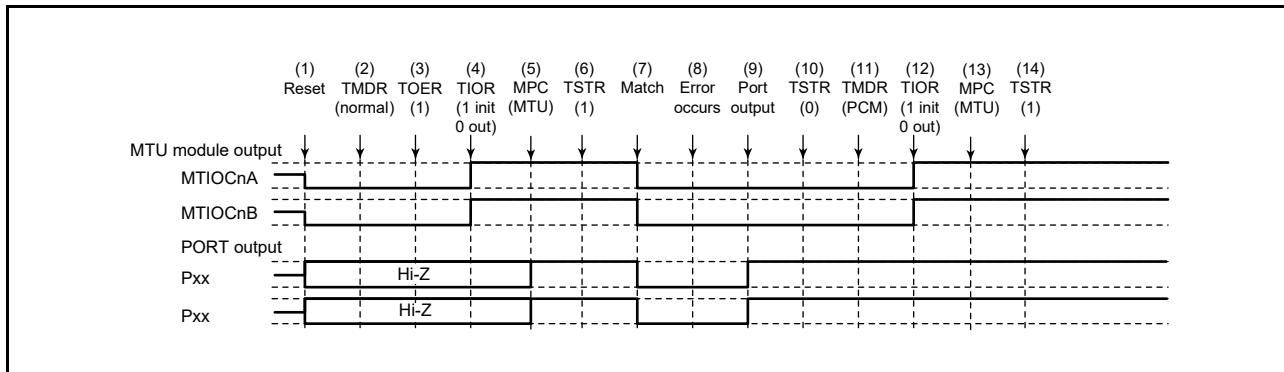 (1) (2) (3) (4) (5) (6) (7) (8) (9) (10) (11) (12) (13) (14)
Reset TMDR TOER TIOR MPC TSTR Match Error Port TSTR TMDR TIOR MPC TSTR
(normal) (1) (1 init (MTU) (1) occurs output (0) (PCM) (1 init (MTU) (1)
0 out) 0 out)
MTU module output
MTIOCnA
MTIOCnB
PORT output
Pxx Hi-Z
Pxx Hi-Z